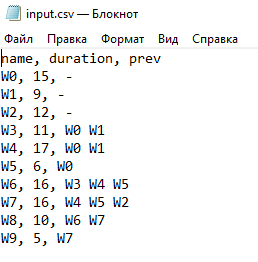 input.csv — Блокнот
Файл Правка Формат Вид Справка
name, duration, prev
W0, 15, -
W1, 9, -
W2, 12, -
W3, 11, W0 W1
W4, 17, W0 W1
W5, 6, W0
W6, 16, W3 W4 W5
W7, 16, W4 W5 W2
W8, 10, W6 W7
W9, 5, W7